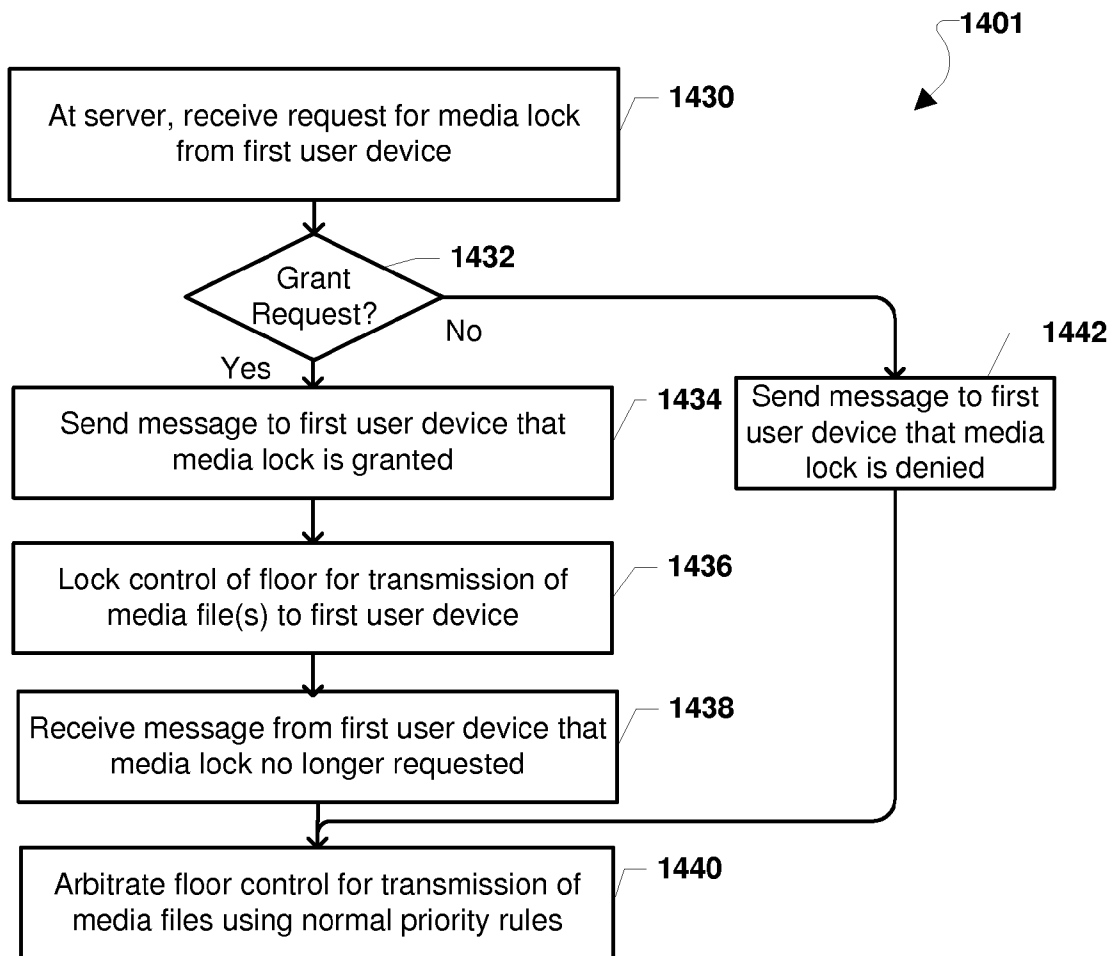 1401
At server, receive request for media lock
from first user device
1430
Grant
Request?
1432
No
Yes
1442
Send message to first user device that
media lock is granted
1434
Send message to first
user device that media
lock is denied
Lock control of floor for transmission of
media file(s) to first user device
1436
Receive message from first user device that
media lock no longer requested
1438
Arbitrate floor control for transmission of
media files using normal priority rules
1440